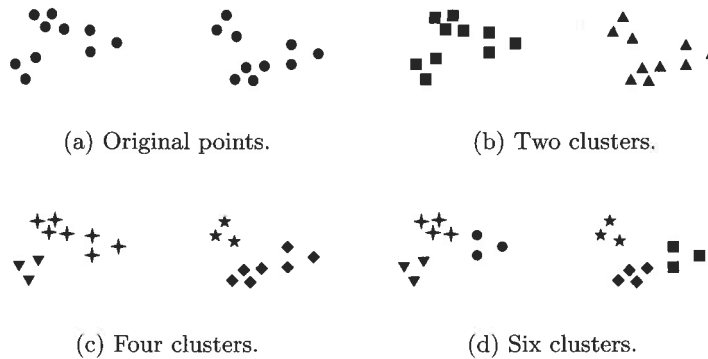 (a) Original points.
(b) Two clusters.
(c) Four clusters.
(d) Six clusters.